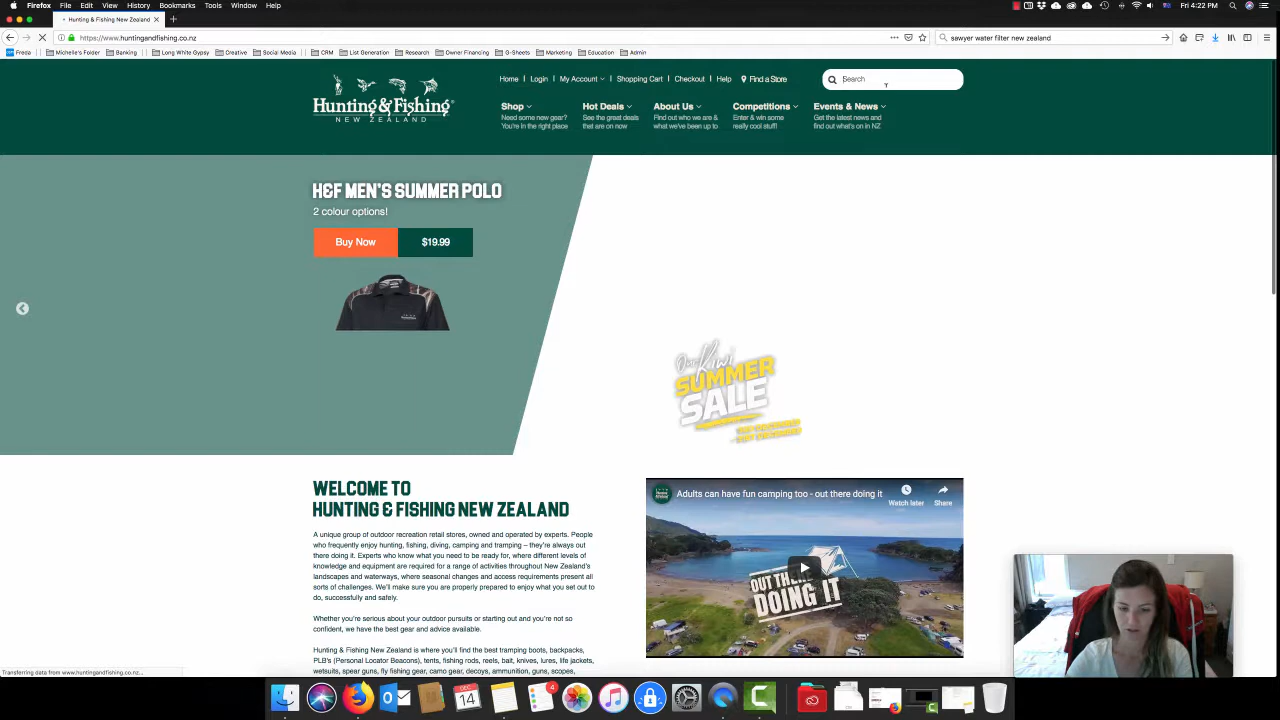 Firefox File Edit View History Bookmarks Tools Window Help
Fri 4:22 PM
Hunting & Fishing New Zealand
https://www.huntingandfishing.co.nz
sawyer water filter new zealand
Freda Michelle's Folder Banking Long White Gypsy Creative Social Media CRM List Generation Research Owner Financing G-Sheets Marketing Education Admin
Hunting & Fishing
NEW ZEALAND
Home Login My Account Shopping Cart Checkout Help Find a Store
Search
Shop Hot Deals About Us Competitions Events & News
Need some new gear? See the great deals Find out who we are & Enter & win some Get the latest news and
You're in the right place that are on now what we've been up to really cool stuff! find out what's on in NZ
H&F MEN'S SUMMER POLO
2 colour options!
Buy Now $19.99
Our Kiwi
SUMMER
SALE
WELCOME TO
HUNTING & FISHING NEW ZEALAND
A unique group of outdoor recreation retail stores, owned and operated by experts. People
who frequently enjoy hunting, fishing, diving, camping and tramping – they're always out
there doing it. Experts who know what you need to be ready for, where different levels of
knowledge and equipment are required for a range of activities throughout New Zealand's
landscapes and waterways, where seasonal changes and access requirements present all
sorts of challenges. We'll make sure you are properly prepared to enjoy what you set out to
do, successfully and safely.
Whether you're serious about your outdoor pursuits or starting out and you're not so
confident, we have the best gear and advice available.
Hunting & Fishing New Zealand is where you'll find the best tramping boots, backpacks,
PLB's (Personal Locator Beacons), tents, fishing rods, reels, bait, knives, lures, life jackets,
wetsuits, spear guns, fly fishing gear, camo gear, decoys, ammunition, guns, scopes,
Adults can have fun camping too - out there doing it
Watch later Share
OUT THERE
DOING IT
Transferring data from www.huntingandfishing.co.nz...
DEC
14
4